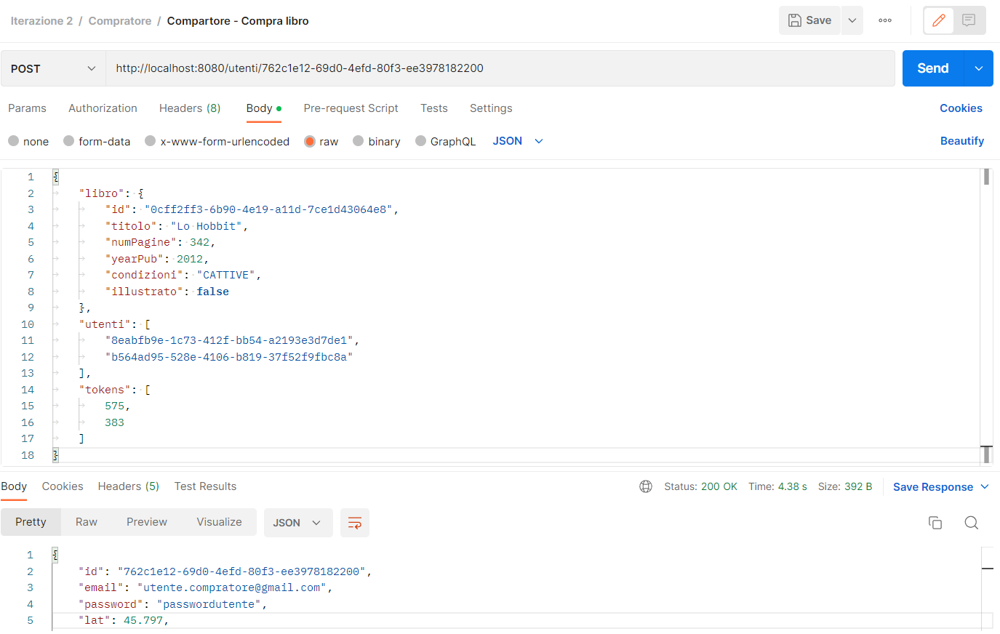 Iterazione 2 / Compratore / Compartore - Compra libro
Save
POST
http://localhost:8080/utenti/762c1e12-69d0-4efd-80f3-ee3978182200
Send
Params Authorization Headers (8) Body Pre-request Script Tests Settings
Cookies
none form-data x-www-form-urlencoded raw binary GraphQL JSON
Beautify
1 {
2 "libro": {
3 "id": "0cff2ff3-6b90-4e19-a11d-7ce1d43064e8",
4 "titolo": "Lo Hobbit",
5 "numPagine": 342,
6 "yearPub": 2012,
7 "condizioni": "CATTIVE",
8 "illustrato": false
9 },
10 "utenti": [
11 "8eabfb9e-1c73-412f-bb54-a2193e3d7de1",
12 "b564ad95-528e-4106-b819-37f52f9fbc8a"
13 ],
14 "tokens": [
15 575,
16 383
17 ]
18 }
Body Cookies Headers (5) Test Results
Status: 200 OK Time: 4.38 s Size: 392 B Save Response
Pretty Raw Preview Visualize JSON
1 {
2 "id": "762c1e12-69d0-4efd-80f3-ee3978182200",
3 "email": "utente.compratore@gmail.com",
4 "password": "passwordutente",
5 "lat": 45.797,